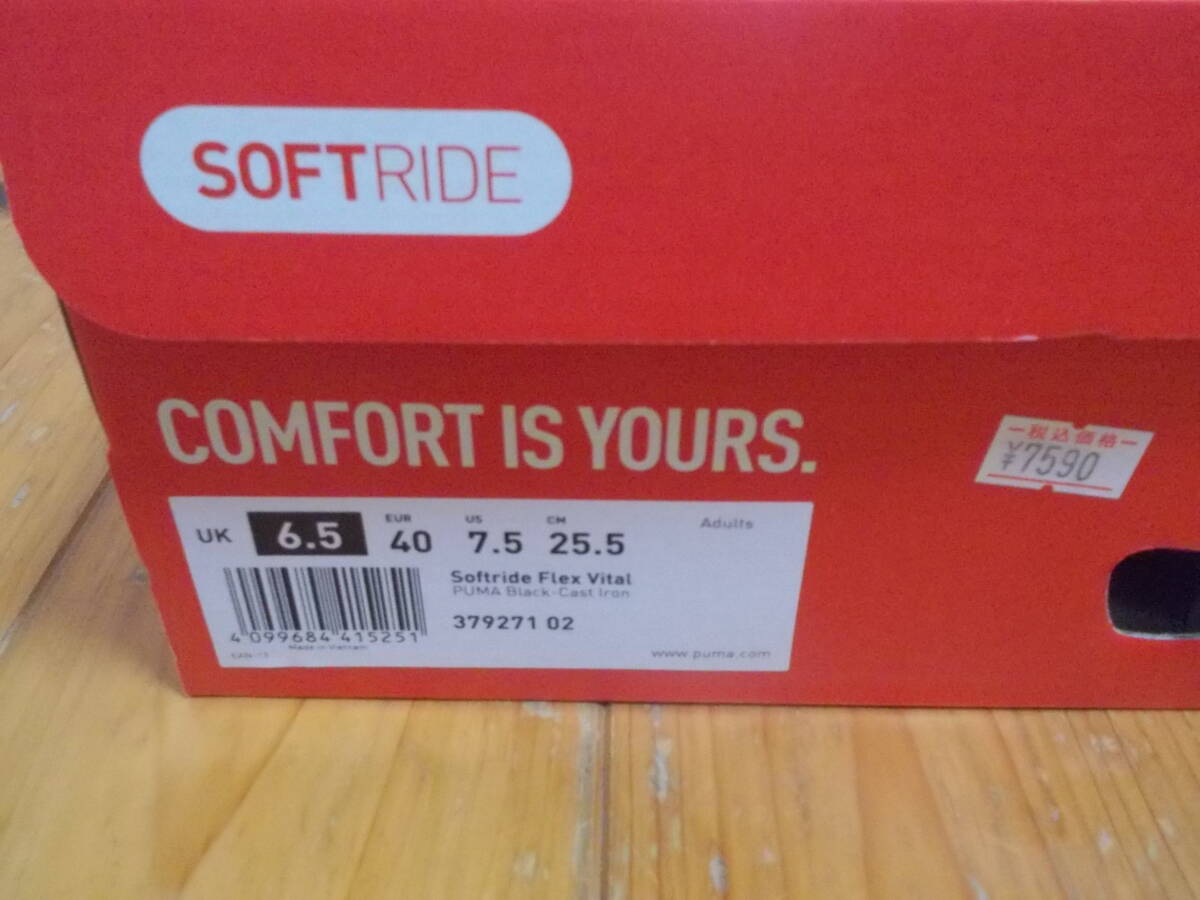 SOFTRIDE
COMFORT IS YOURS.
税込価格
¥7590
UK 6.5 EUR 40 US 7.5 CM 25.5
Adults
Softride Flex Vital
PUMA Black-Cast Iron
379271 02
4 099684 415251
Made in Vietnam
www.puma.com